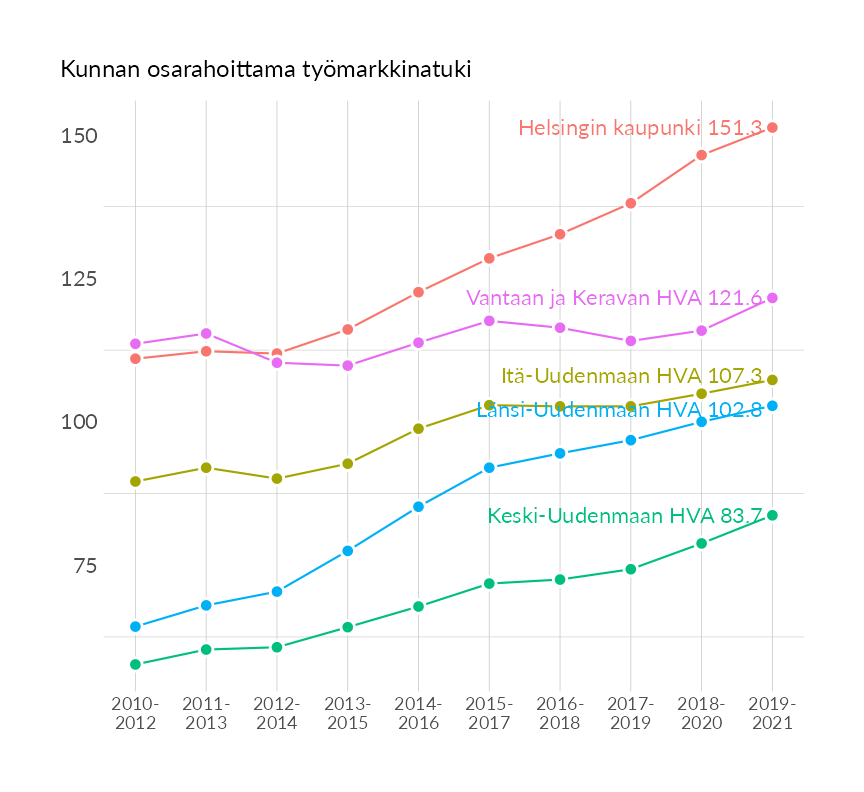 Kunnan osarahoittama työmarkkinatuki
150
Helsingin kaupunki 151.3
125
Vantaan ja Keravan HVA 121.6
Itä-Uudenmaan HVA 107.3
100
Länsi-Uudenmaan HVA 102.8
Keski-Uudenmaan HVA 83.7
75
2010- 2011- 2012- 2013- 2014- 2015- 2016- 2017- 2018- 2019-
2012 2013 2014 2015 2016 2017 2018 2019 2020 2021